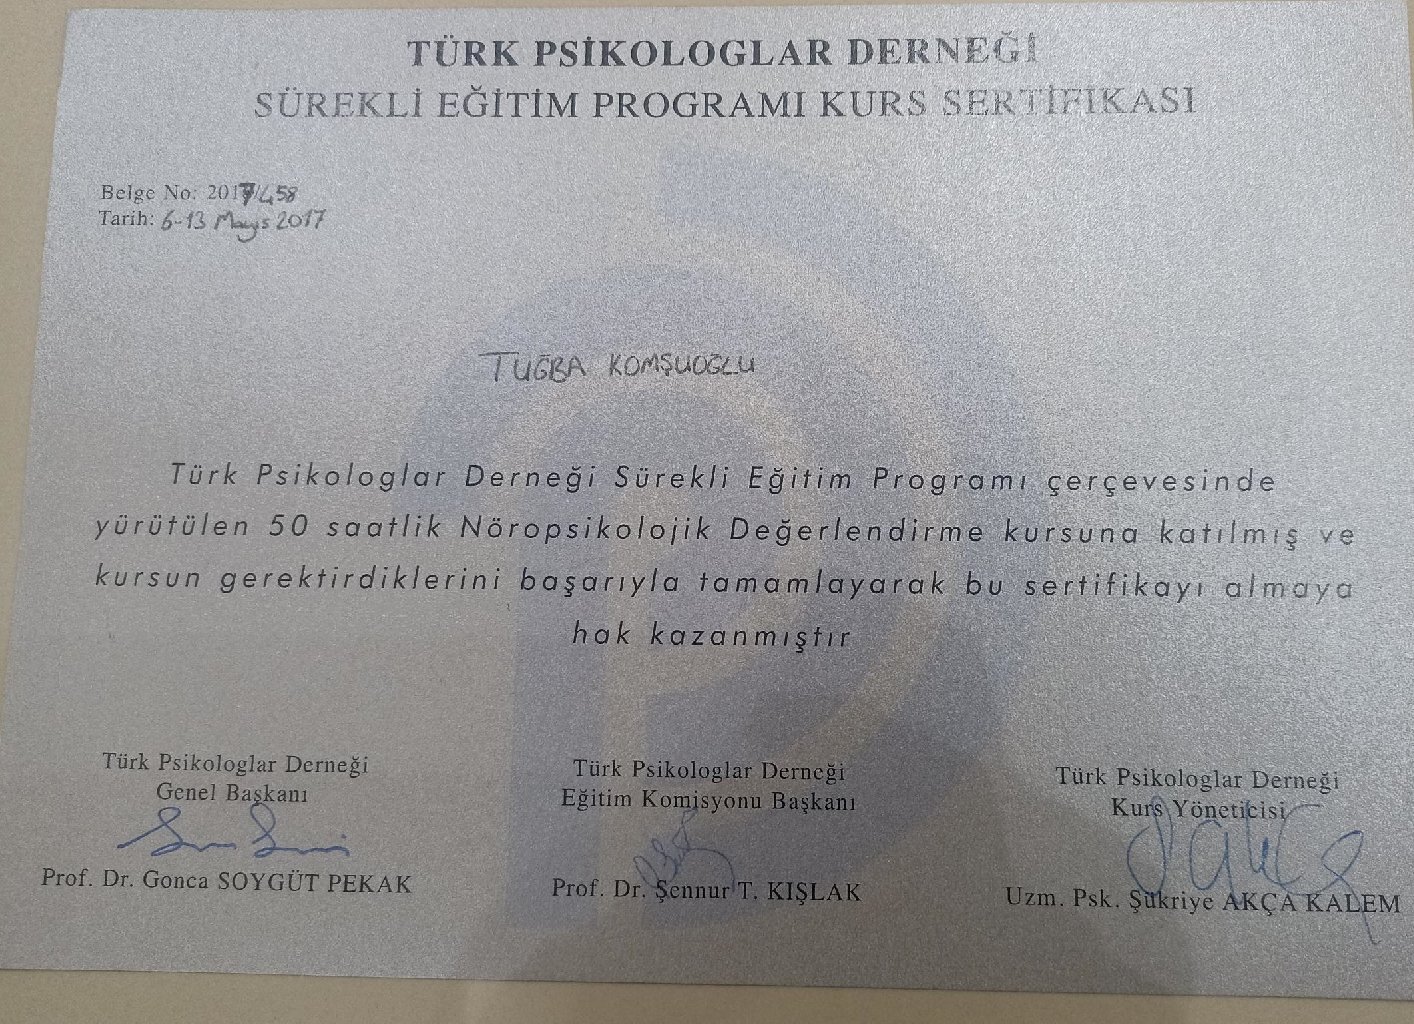 TÜRK PSİKOLOGLAR DERNEĞİ
SÜREKLİ EĞİTİM PROGRAMI KURS SERTİFİKASI
Belge No: 2017/458
Tarih: 6-13 Mayıs 2017
TUĞBA KOMŞUOĞLU
Türk Psikologlar Derneği Sürekli Eğitim Programı çerçevesinde
yürütülen 50 saatlik Nöropsikolojik Değerlendirme kursuna katılmış ve
kursun gerektirdiklerini başarıyla tamamlayarak bu sertifikayı almaya
hak kazanmıştır
Türk Psikologlar Derneği
Genel Başkanı
Prof. Dr. Gonca SOYGÜT PEKAK
Türk Psikologlar Derneği
Eğitim Komisyonu Başkanı
Prof. Dr. Şennur T. KIŞLAK
Türk Psikologlar Derneği
Kurs Yöneticisi
Uzm. Psk. Şükriye AKÇA KALEM